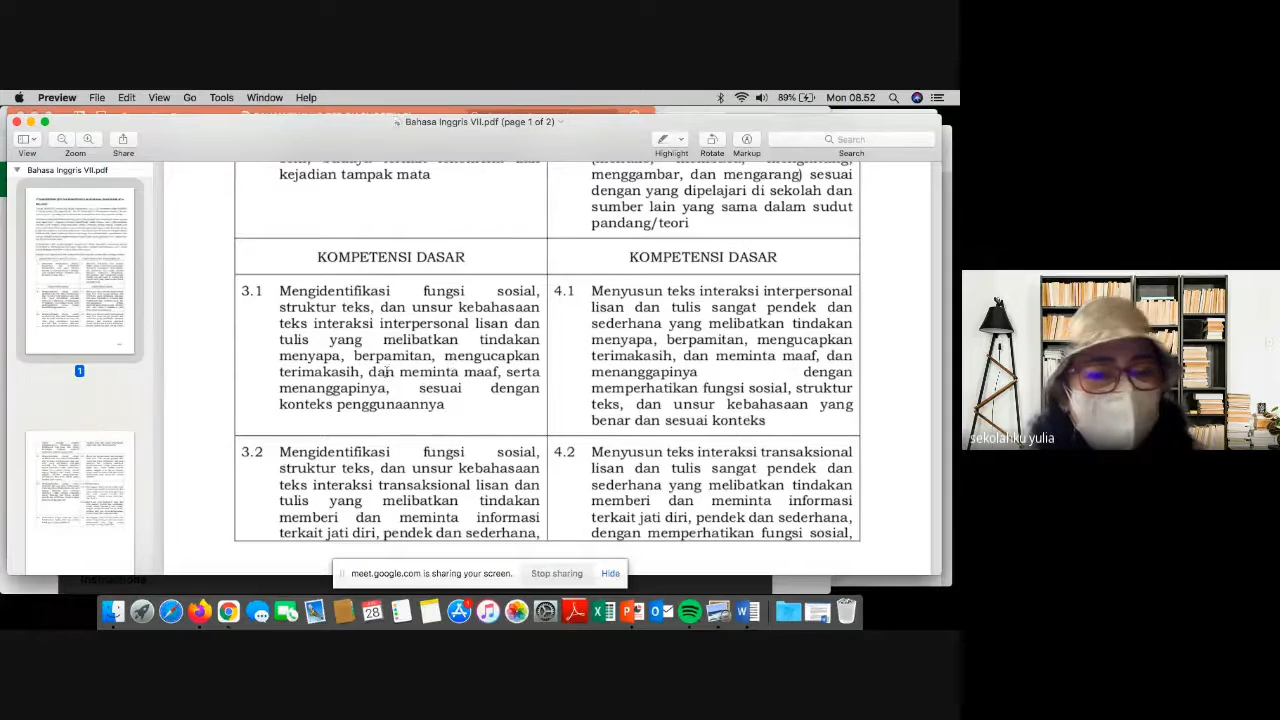 Preview File Edit View Go Tools Window Help
89% Mon 08.52
Bahasa Inggris VII.pdf (page 1 of 2)
Search
View Zoom Share Highlight Rotate Markup Search
Bahasa Inggris VII.pdf
1
kejadian tampak mata
menggambar, dan mengarang) sesuai
dengan yang dipelajari di sekolah dan
sumber lain yang sama dalam sudut
pandang/teori
KOMPETENSI DASAR
KOMPETENSI DASAR
3.1 Mengidentifikasi fungsi sosial,
struktur teks, dan unsur kebahasaan
teks interaksi interpersonal lisan dan
tulis yang melibatkan tindakan
menyapa, berpamitan, mengucapkan
terimakasih, dan meminta maaf, serta
menanggapinya, sesuai dengan
konteks penggunaannya
4.1 Menyusun teks interaksi interpersonal
lisan dan tulis sangat pendek dan
sederhana yang melibatkan tindakan
menyapa, berpamitan, mengucapkan
terimakasih, dan meminta maaf, dan
menanggapinya dengan
memperhatikan fungsi sosial, struktur
teks, dan unsur kebahasaan yang
benar dan sesuai konteks
3.2 Mengidentifikasi fungsi sosial,
struktur teks, dan unsur kebahasaan
teks interaksi transaksional lisan dan
tulis yang melibatkan tindakan
memberi dan meminta informasi
terkait jati diri, pendek dan sederhana,
4.2 Menyusun teks interaksi transaksional
lisan dan tulis sangat pendek dan
sederhana yang melibatkan tindakan
memberi dan meminta informasi
terkait jati diri, pendek dan sederhana,
dengan memperhatikan fungsi sosial,
meet.google.com is sharing your screen. Stop sharing Hide
Instructions
28
sekolahku yulia